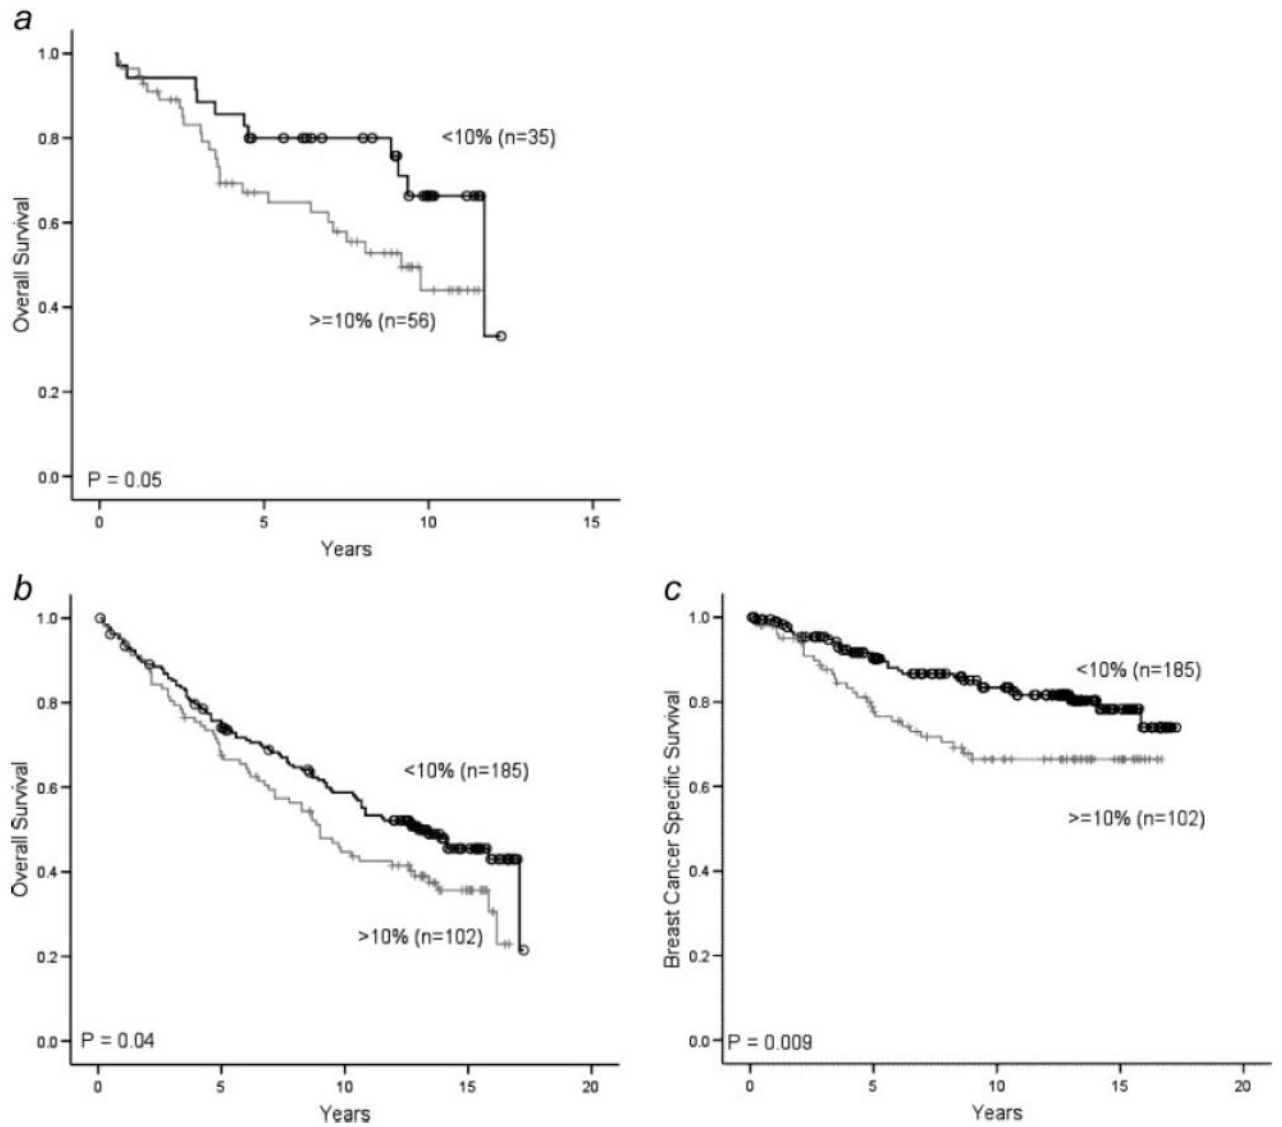 a
1.0
0.8
0.6
0.4
0.2
0.0
Overall Survival
<10% (n=35)
>=10% (n=56)
P = 0.05
0 5 10 15
Years
b
1.0
0.8
0.6
0.4
0.2
0.0
Overall Survival
<10% (n=185)
>10% (n=102)
P = 0.04
0 5 10 15 20
Years
c
1.0
0.8
0.6
0.4
0.2
0.0
Breast Cancer Specific Survival
<10% (n=185)
>=10% (n=102)
P = 0.009
0 5 10 15 20
Years